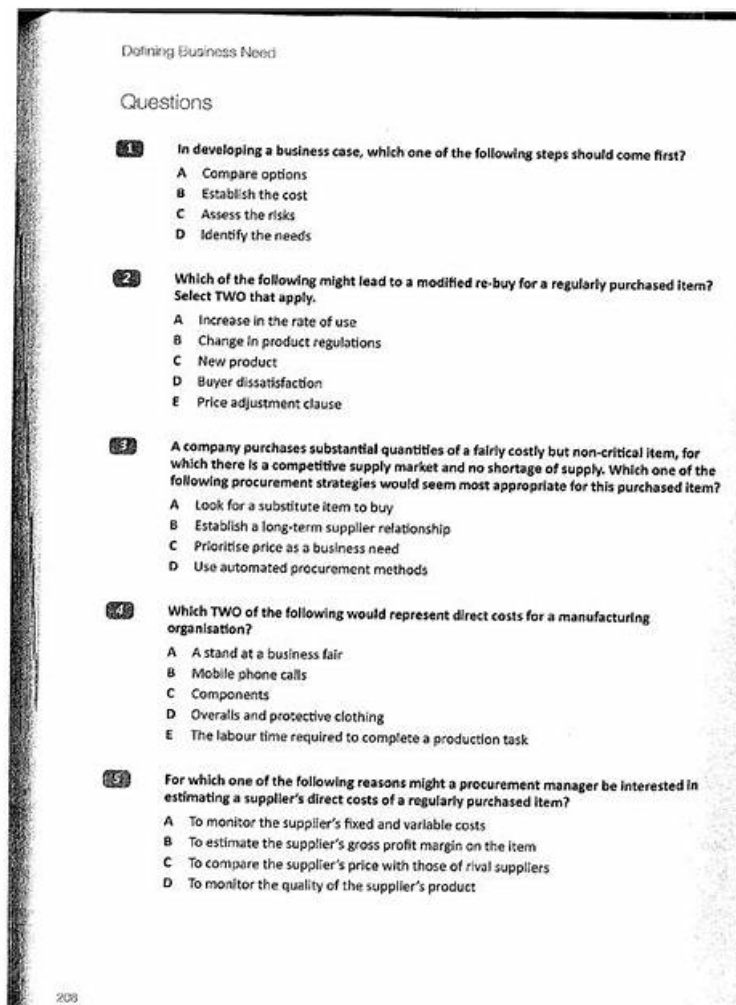 Defining Business Need
Questions
1 In developing a business case, which one of the following steps should come first?
A Compare options
B Establish the cost
C Assess the risks
D Identify the needs
2 Which of the following might lead to a modified re-buy for a regularly purchased item?
Select TWO that apply.
A Increase in the rate of use
B Change in product regulations
C New product
D Buyer dissatisfaction
E Price adjustment clause
3 A company purchases substantial quantities of a fairly costly but non-critical item, for
which there is a competitive supply market and no shortage of supply. Which one of the
following procurement strategies would seem most appropriate for this purchased item?
A Look for a substitute item to buy
B Establish a long-term supplier relationship
C Prioritise price as a business need
D Use automated procurement methods
4 Which TWO of the following would represent direct costs for a manufacturing
organisation?
A A stand at a business fair
B Mobile phone calls
C Components
D Overalls and protective clothing
E The labour time required to complete a production task
5 For which one of the following reasons might a procurement manager be interested in
estimating a supplier's direct costs of a regularly purchased item?
A To monitor the supplier's fixed and variable costs
B To estimate the supplier's gross profit margin on the item
C To compare the supplier's price with those of rival suppliers
D To monitor the quality of the supplier's product
208